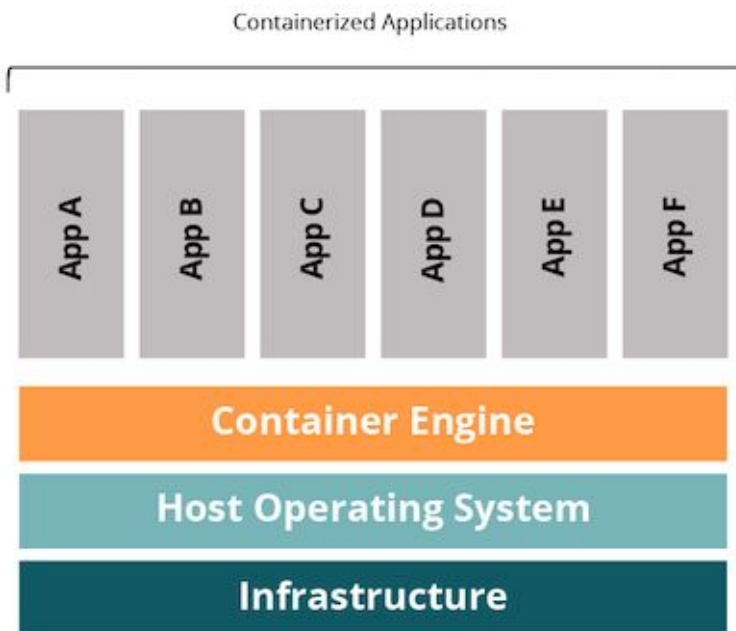 Containerized Applications
App A
App B
App C
App D
App E
App F
Container Engine
Host Operating System
Infrastructure